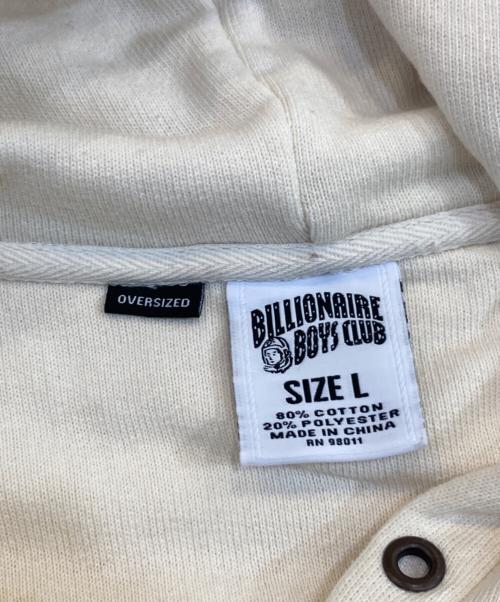 OVERSIZED
BILLIONAIRE
BOYS CLUB
SIZE L
80% COTTON
20% POLYESTER
MADE IN CHINA
RN 98011